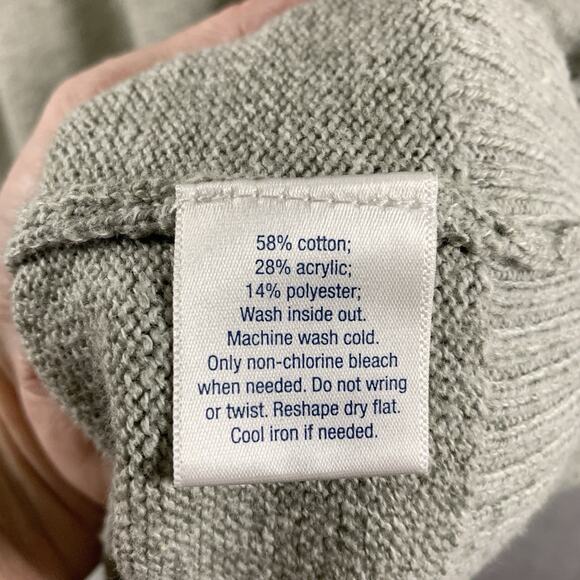 58% cotton;
28% acrylic;
14% polyester;
Wash inside out.
Machine wash cold.
Only non-chlorine bleach
when needed. Do not wring
or twist. Reshape dry flat.
Cool iron if needed.